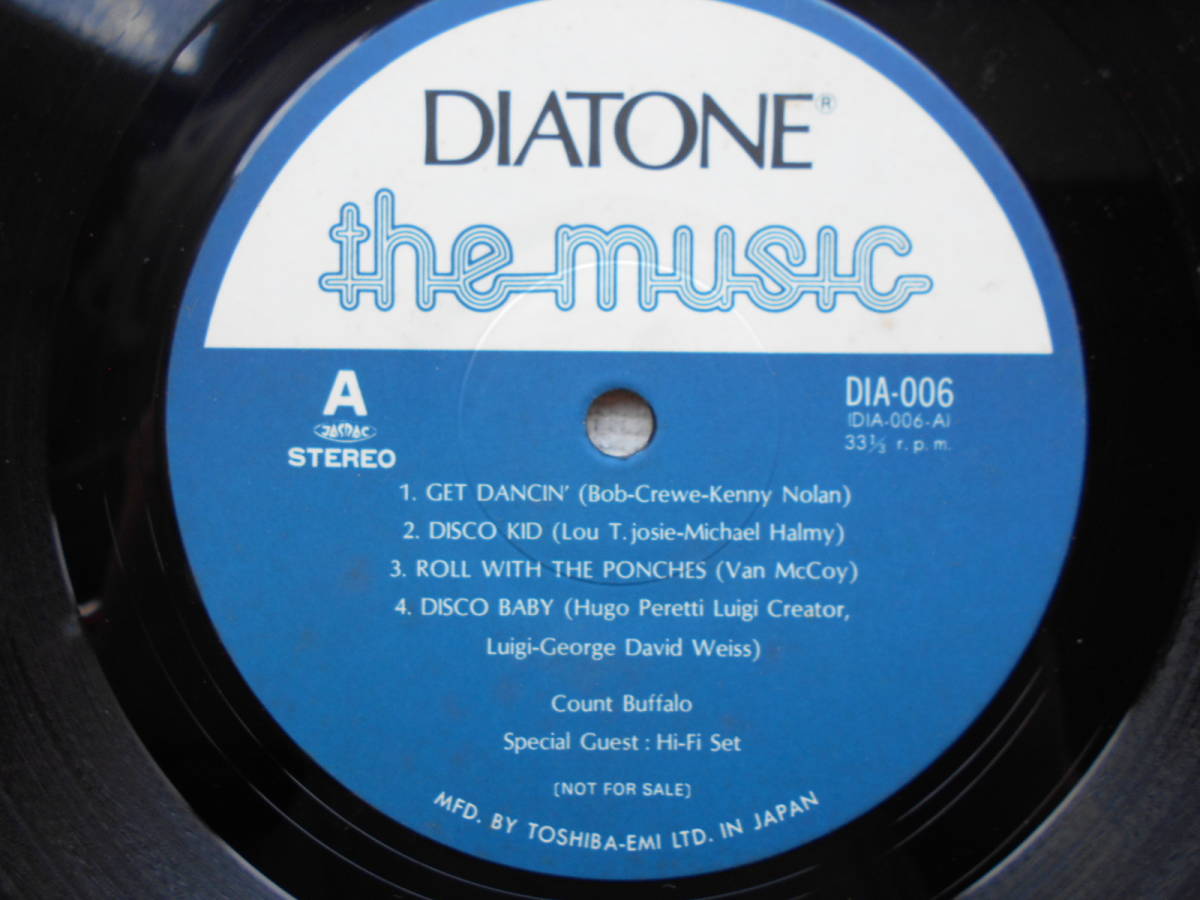 DIATONE®
the music
A
JASRAC
STEREO
DIA-006
(DIA-006-A)
33⅓ r.p.m.
1. GET DANCIN' (Bob-Crewe-Kenny Nolan)
2. DISCO KID (Lou T. josie-Michael Halmy)
3. ROLL WITH THE PONCHES (Van McCoy)
4. DISCO BABY (Hugo Peretti Luigi Creator,
Luigi-George David Weiss)
Count Buffalo
Special Guest : Hi-Fi Set
[NOT FOR SALE]
MFD. BY TOSHIBA-EMI LTD. IN JAPAN